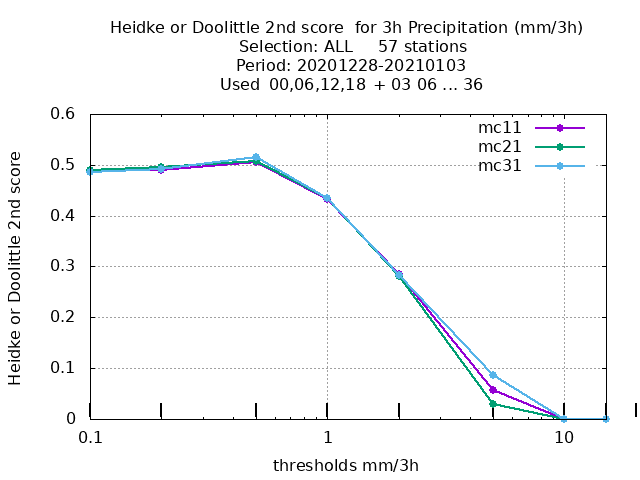 Heidke or Doolittle 2nd score  for 3h Precipitation (mm/3h)
Selection: ALL     57 stations
Period: 20201228-20210103
Used  00,06,12,18  + 03 06 ... 36
mc11
mc21
mc31
0.6
0.5
0.4
0.3
0.2
0.1
0
Heidke or Doolittle 2nd score
0.1 1 10
thresholds mm/3h